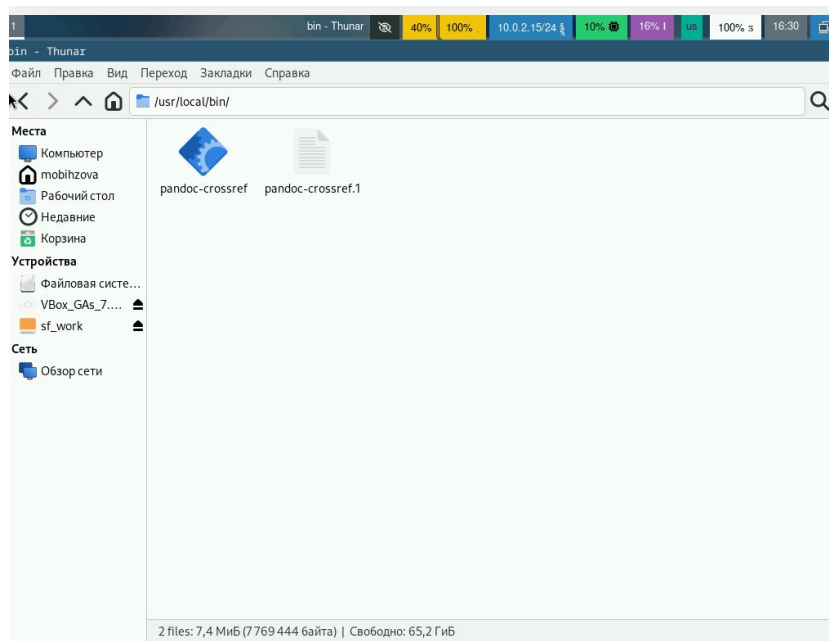 1 bin - Thunar 40% 100% 10.0.2.15/24 10% 16% us 100% 16:30
bin - Thunar
Файл Правка Вид Переход Закладки Справка
/usr/local/bin/
Места
Компьютер
mobihzova
Рабочий стол
Недавние
Корзина
Устройства
Файловая систе...
VBox_GAs_7....
sf_work
Сеть
Обзор сети
pandoc-crossref pandoc-crossref.1
2 files: 7,4 МиБ (7 769 444 байта) | Свободно: 65,2 ГиБ